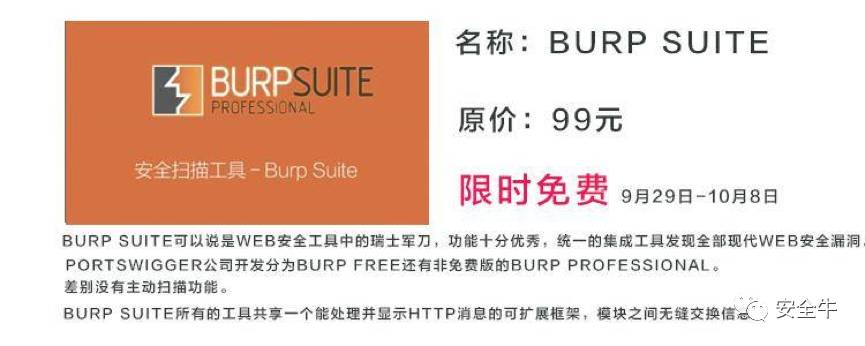 BURPSUITE
PROFESSIONAL
安全扫描工具-Burp Suite
名称：BURP SUITE
原价：99元
限时免费 9月29日-10月8日
BURP SUITE可以说是WEB安全工具中的瑞士军刀，功能十分优秀，统一的集成工具发现全部现代WEB安全漏洞，
PORTSWIGGER公司开发分为BURP FREE还有非免费版的BURP PROFESSIONAL。
差别没有主动扫描功能。
BURP SUITE所有的工具共享一个能处理并显示HTTP消息的可扩展框架，模块之间无缝交换信息
安全牛